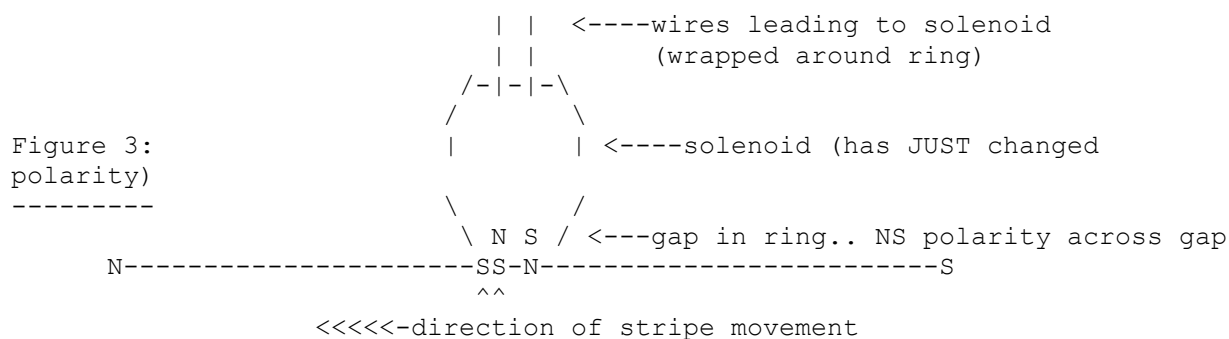 | | <----wires leading to solenoid
| | (wrapped around ring)
/-|-|-\
/ \
Figure 3: | | <----solenoid (has JUST changed
polarity)
--------- \ /
\ N S / <---gap in ring.. NS polarity across gap
N----------------------SS-N-------------------------S
^^
<<<<<-direction of stripe movement